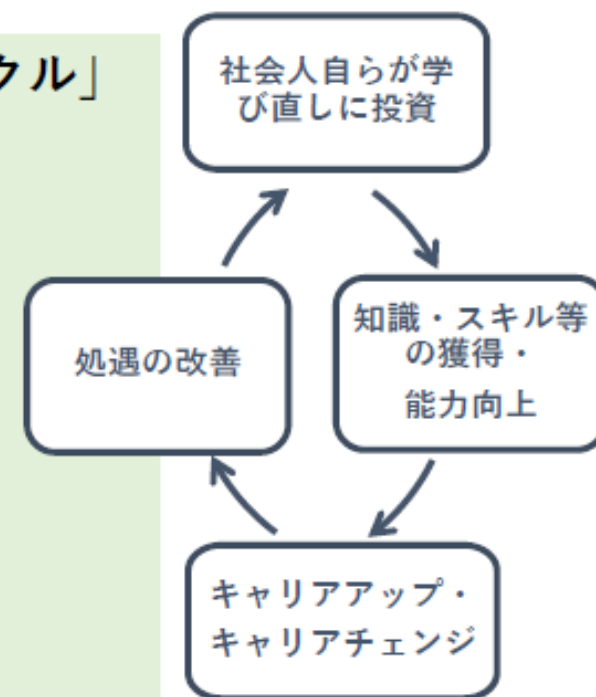 クル」
社会人自らが学
び直しに投資
知識・スキル等
の獲得・
能力向上
キャリアアップ・
キャリアチェンジ
処遇の改善